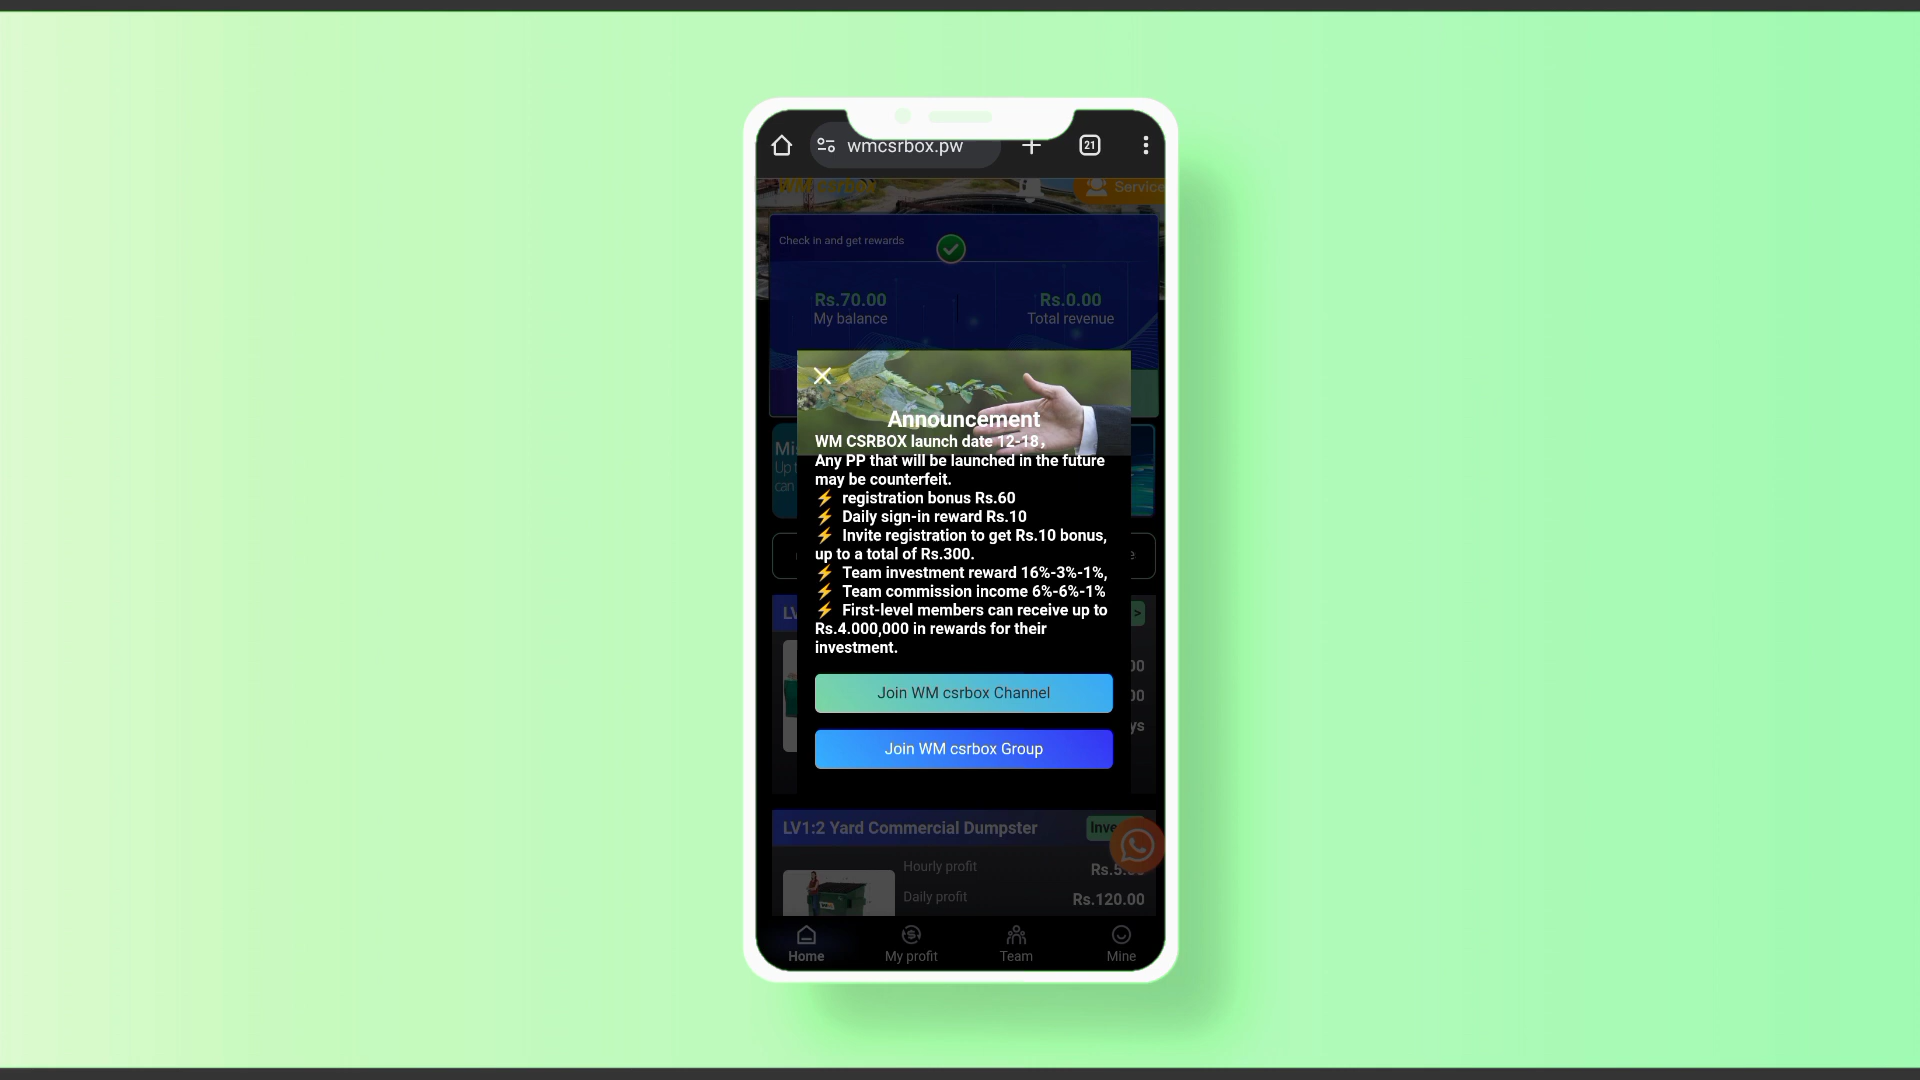 wmcsrbox.pw
21
WM csrbox
Service
Check in and get rewards
Rs.70.00
Rs.0.00
My balance
Total revenue
Announcement
WM CSRBOX launch date 12-18,
Any PP that will be launched in the future
may be counterfeit.
⚡ registration bonus Rs.60
⚡ Daily sign-in reward Rs.10
⚡ Invite registration to get Rs.10 bonus,
up to a total of Rs.300.
⚡ Team investment reward 16%-3%-1%,
⚡ Team commission income 6%-6%-1%
⚡ First-level members can receive up to
Rs.4.000,000 in rewards for their
investment.
Join WM csrbox Channel
Join WM csrbox Group
LV1:2 Yard Commercial Dumpster
Hourly profit
Daily profit
Rs.120.00
Home
My profit
Team
Mine